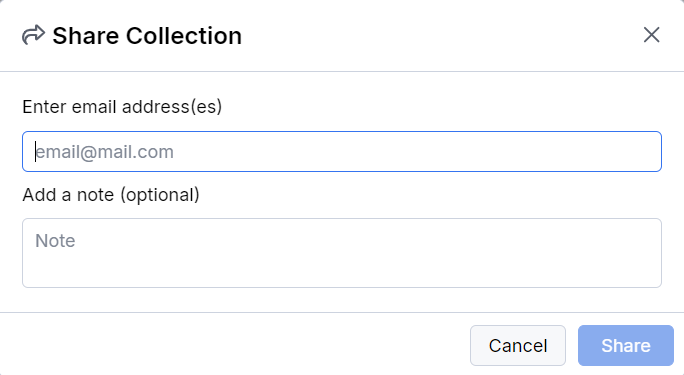 Share Collection
Enter email address(es)
email@mail.com
Add a note (optional)
Note
Cancel
Share